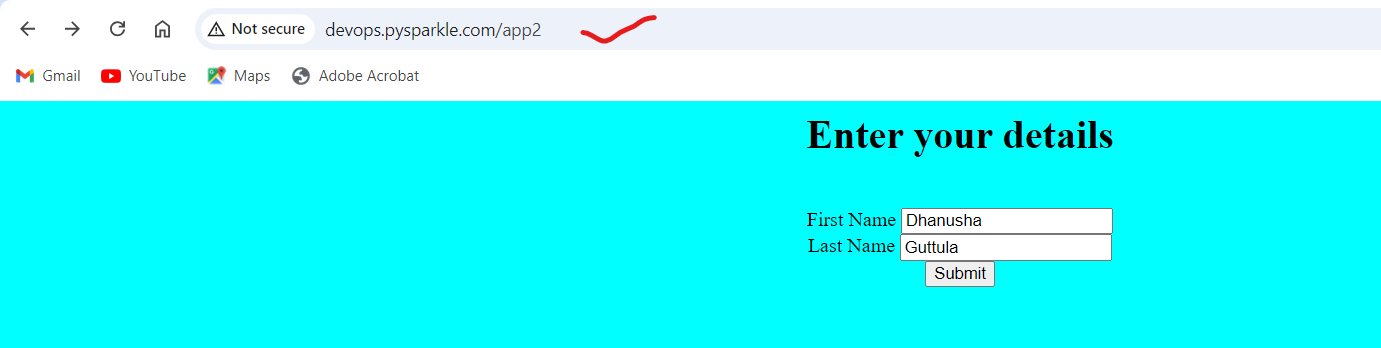 Not secure devops.pysparkle.com/app2
Gmail YouTube Maps Adobe Acrobat
Enter your details
First Name Dhanusha
Last Name Guttula
Submit